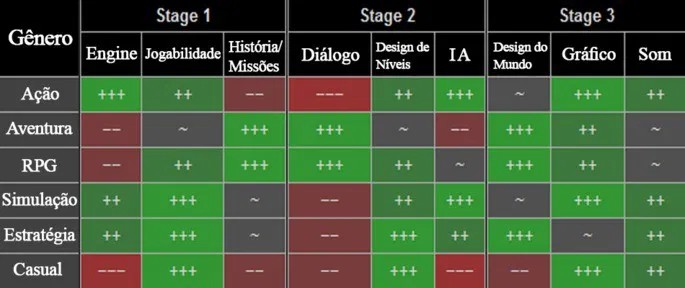 Gênero Stage 1 Stage 2 Stage 3
Engine Jogabilidade História/ Missões Diálogo Design de Níveis IA Design do Mundo Gráfico Som
Ação +++ ++ -- --- ++ +++ ~ +++ ++
Aventura -- ~ +++ +++ ~ -- +++ ++ ~
RPG -- ++ +++ +++ ++ ~ +++ ++ ~
Simulação ++ +++ ~ -- ++ +++ ~ +++ ++
Estratégia ++ +++ ~ -- +++ ++ +++ ~ ++
Casual --- +++ -- -- +++ --- -- +++ ++